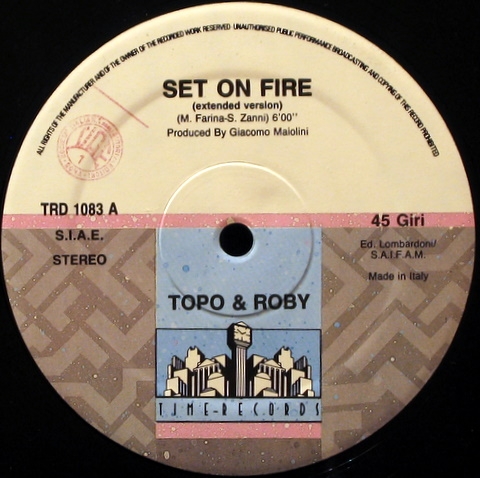 ALL RIGHTS OF THE MANUFACTURER AND OF THE OWNER OF THE RECORDED WORK RESERVED UNAUTHORISED PUBLIC PERFORMANCE BROADCASTING AND COPYING OF THIS RECORD PROHIBITED
SET ON FIRE
(extended version)
(M. Farina-S. Zanni) 6'00''
Produced By Giacomo Maiolini
TRD 1083 A
S.I.A.E.
STEREO
45 Giri
Ed. Lombardoni/
S.A.I.F.A.M.
Made in Italy
TOPO & ROBY
TIME-RECORDS